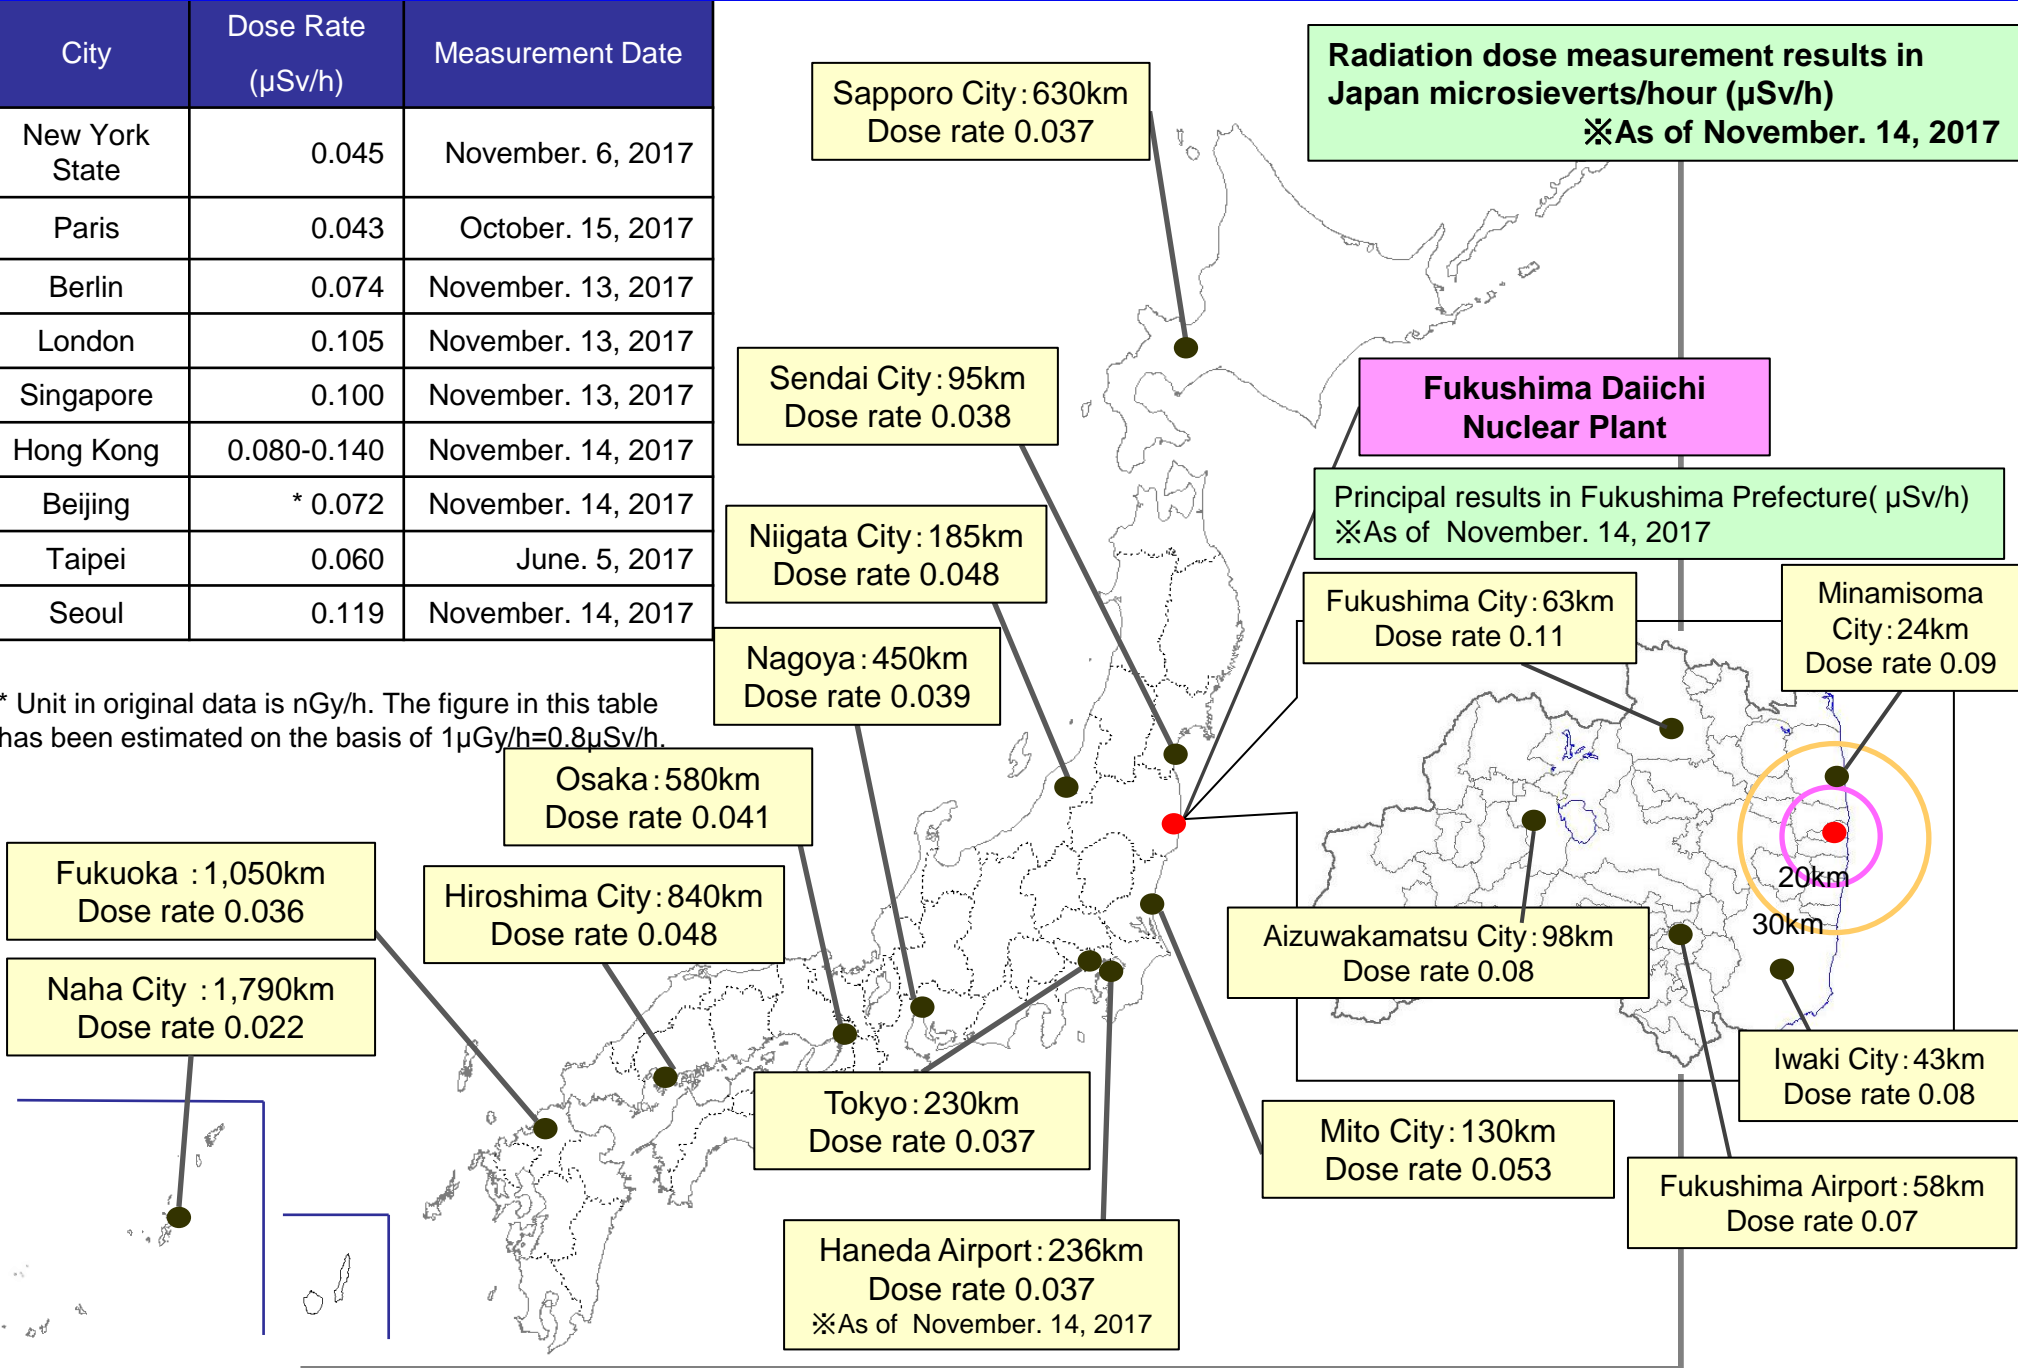 City
Dose Rate
(μSv/h)
Measurement Date
New York
State
0.045
November. 6, 2017
Paris
0.043
October. 15, 2017
Berlin
0.074
November. 13, 2017
London
0.105
November. 13, 2017
Singapore
0.100
November. 13, 2017
Hong Kong
0.080-0.140
November. 14, 2017
Beijing
* 0.072
November. 14, 2017
Taipei
0.060
June. 5, 2017
Seoul
0.119
November. 14, 2017
* Unit in original data is nGy/h. The figure in this table
has been estimated on the basis of 1μGy/h=0.8μSv/h.
Radiation dose measurement results in
Japan microsieverts/hour (μSv/h)
※As of November. 14, 2017
Sapporo City：630km
Dose rate 0.037
Sendai City：95km
Dose rate 0.038
Fukushima Daiichi
Nuclear Plant
Principal results in Fukushima Prefecture( μSv/h)
※As of November. 14, 2017
Niigata City：185km
Dose rate 0.048
Nagoya：450km
Dose rate 0.039
Fukushima City：63km
Dose rate 0.11
Minamisoma
City：24km
Dose rate 0.09
Osaka：580km
Dose rate 0.041
Fukuoka ：1,050km
Dose rate 0.036
Hiroshima City：840km
Dose rate 0.048
Naha City ：1,790km
Dose rate 0.022
20km
30km
Aizuwakamatsu City：98km
Dose rate 0.08
Iwaki City：43km
Dose rate 0.08
Tokyo：230km
Dose rate 0.037
Mito City：130km
Dose rate 0.053
Fukushima Airport：58km
Dose rate 0.07
Haneda Airport：236km
Dose rate 0.037
※As of November. 14, 2017